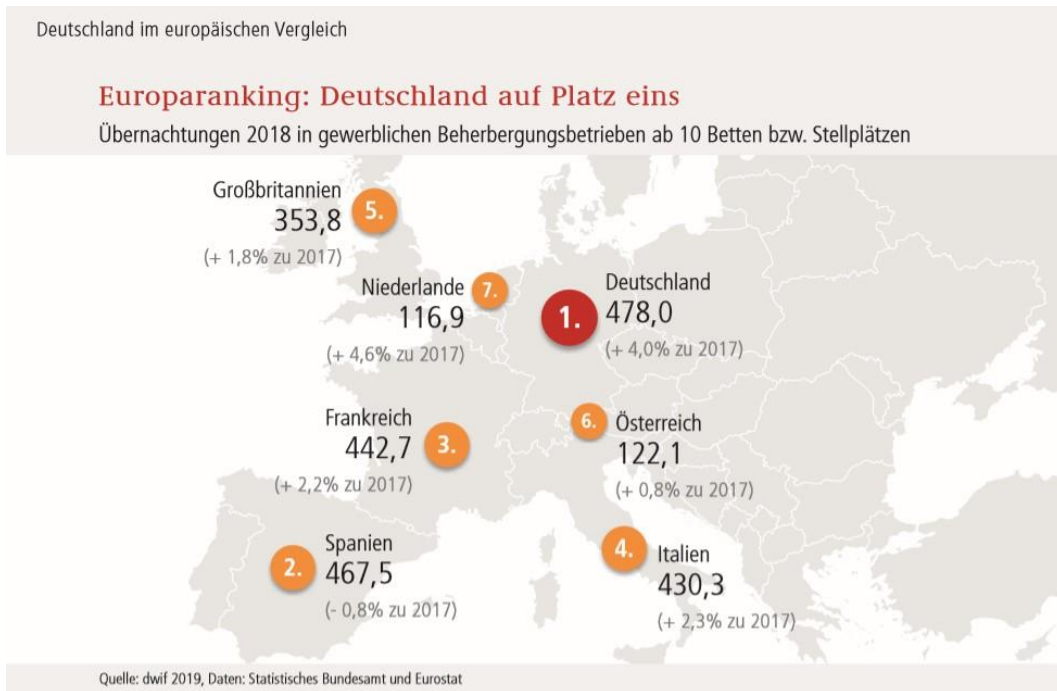 Deutschland im europäischen Vergleich
Europaranking: Deutschland auf Platz eins
Übernachtungen 2018 in gewerblichen Beherbergungsbetrieben ab 10 Betten bzw. Stellplätzen
Großbritannien
353,8
(+ 1,8% zu 2017)
5.
Niederlande
116,9
(+ 4,6% zu 2017)
7.
1.
Deutschland
478,0
(+ 4,0% zu 2017)
Frankreich
442,7
(+ 2,2% zu 2017)
3.
6.
Österreich
122,1
(+ 0,8% zu 2017)
2.
Spanien
467,5
(- 0,8% zu 2017)
4.
Italien
430,3
(+ 2,3% zu 2017)
Quelle: dwif 2019, Daten: Statistisches Bundesamt und Eurostat